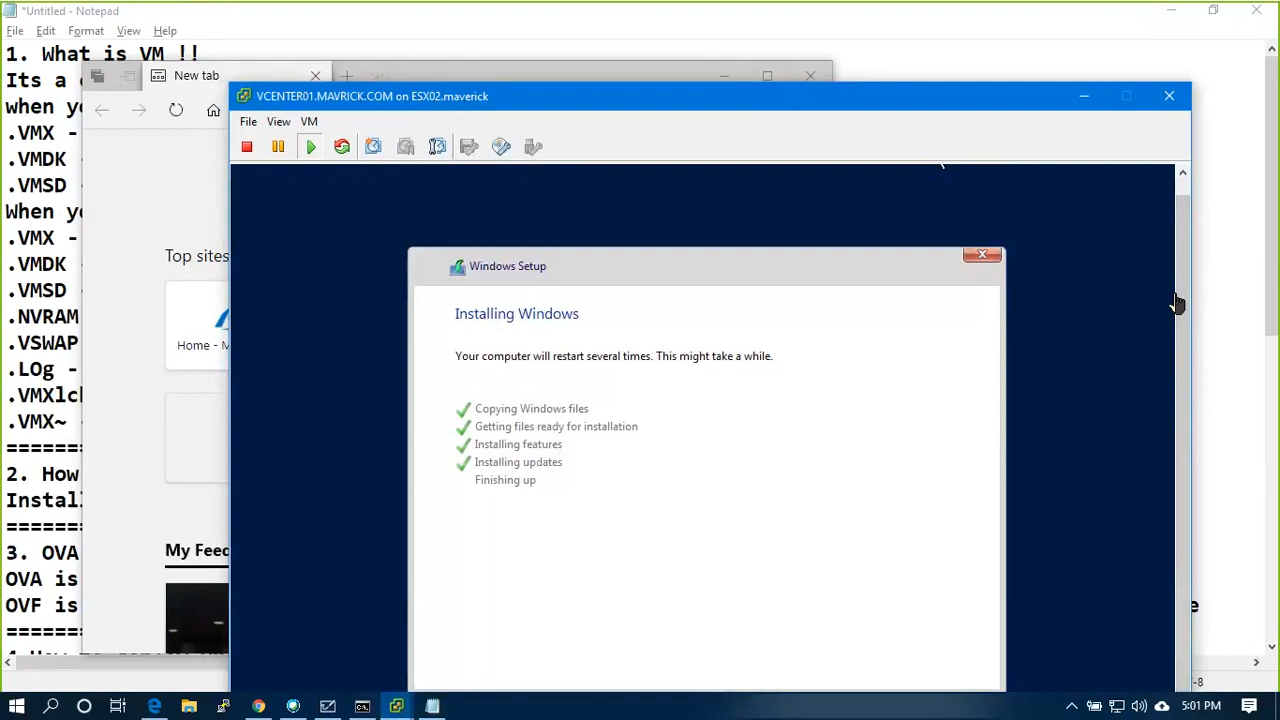 *Untitled - Notepad
File Edit Format View Help
1. What is VM !!
Its a
when yo
.VMX -
.VMDK -
.VMSD -
When yo
.VMX -
.VMDK
.VMSD
.NVRAM
.VSWAP
.LOg -
.VMXlc
.VMX~
2. How
Instal
3. OVA
OVA is
OVF is
New tab
Top sites
Home - M
My Feed
VCENTER01.MAVRICK.COM on ESX02.maverick
File View VM
Windows Setup
Installing Windows
Your computer will restart several times. This might take a while.
Copying Windows files
Getting files ready for installation
Installing features
Installing updates
Finishing up
e
5:01 PM